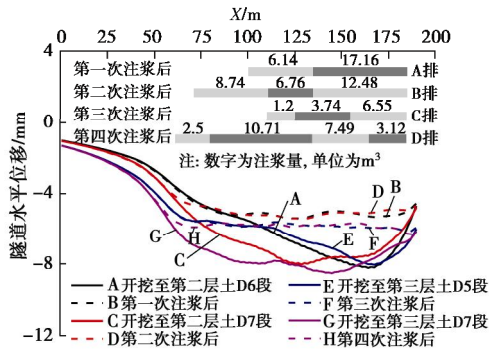 X/m
0 25 50 75 100 125 150 175 200
4
0
-4
-8
-12
隧道水平位移/mm
第一次注浆后 6.14 17.16 A排
第二次注浆后 8.74 6.76 12.48 B排
第三次注浆后 1.2 3.74 6.55 C排
第四次注浆后 2.5 10.71 7.49 3.12 D排
注: 数字为注浆量, 单位为m³
A D B
G H C E F
A开挖至第二层土D6段 E开挖至第三层土D5段
B第一次注浆后 F第三次注浆后
C开挖至第二层土D7段 G开挖至第三层土D7段
D第二次注浆后 H第四次注浆后